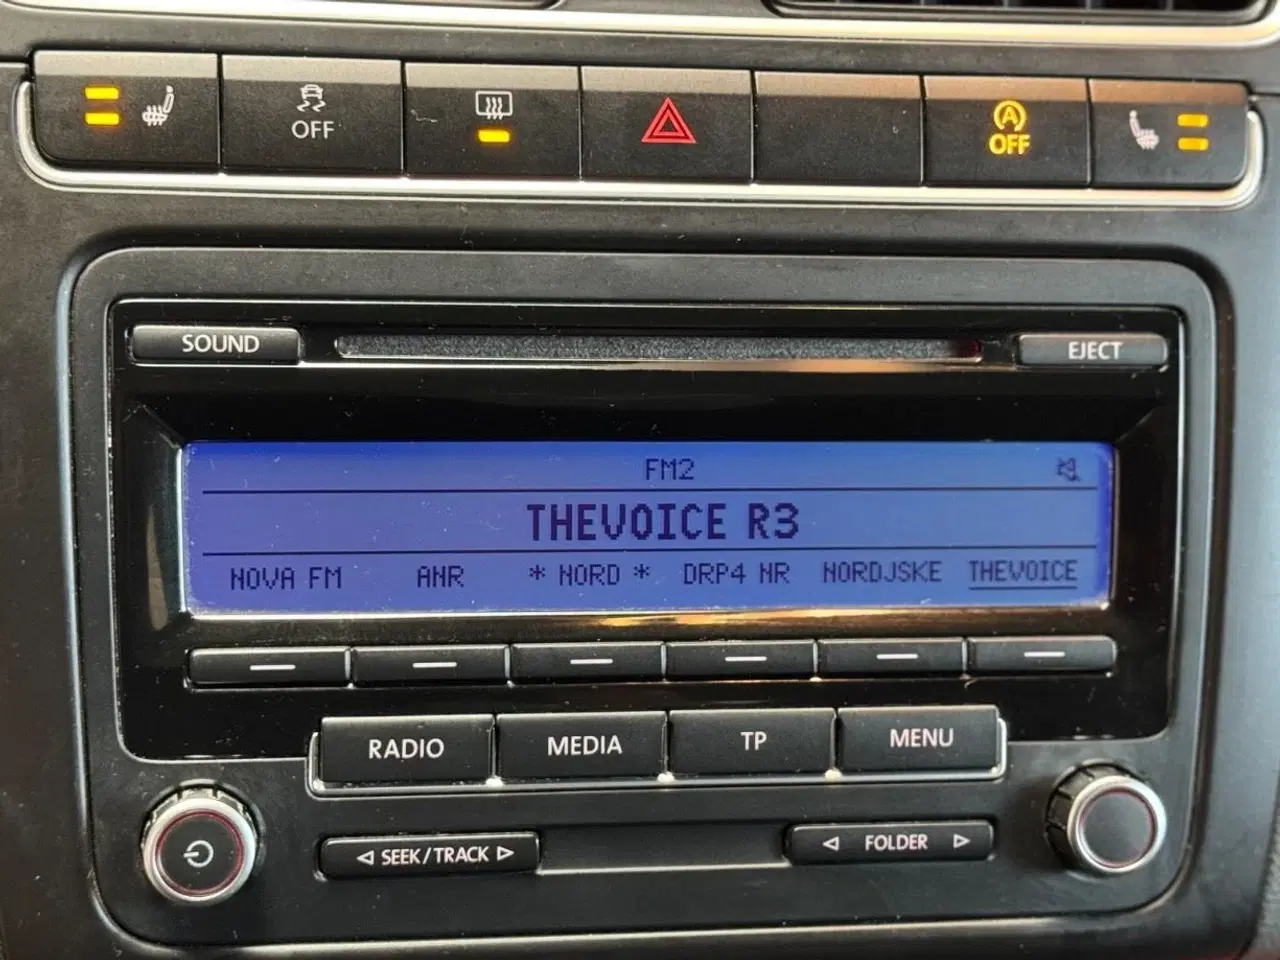 OFF
A
OFF
SOUND
EJECT
FM2
THEVOICE R3
NOVA FM ANR * NORD * DRP4 NR NORDJSKE THEVOICE
RADIO MEDIA TP MENU
SEEK/TRACK
FOLDER